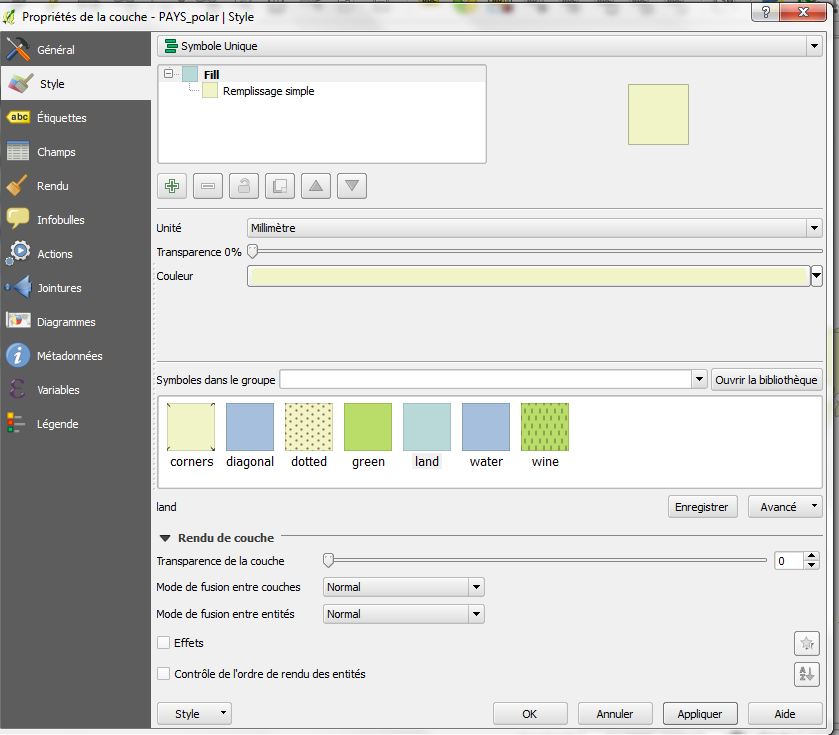 Propriétés de la couche - PAYS_polar | Style
Général
Style
abc Étiquettes
Champs
Rendu
Infobulles
Actions
Jointures
Diagrammes
Métadonnées
Variables
Légende
Symbole Unique
Fill
Remplissage simple
Unité Millimètre
Transparence 0%
Couleur
Symboles dans le groupe Ouvrir la bibliothèque
corners diagonal dotted green land water wine
land Enregistrer Avancé
Rendu de couche
Transparence de la couche 0
Mode de fusion entre couches Normal
Mode de fusion entre entités Normal
Effets
Contrôle de l'ordre de rendu des entités
Style OK Annuler Appliquer Aide